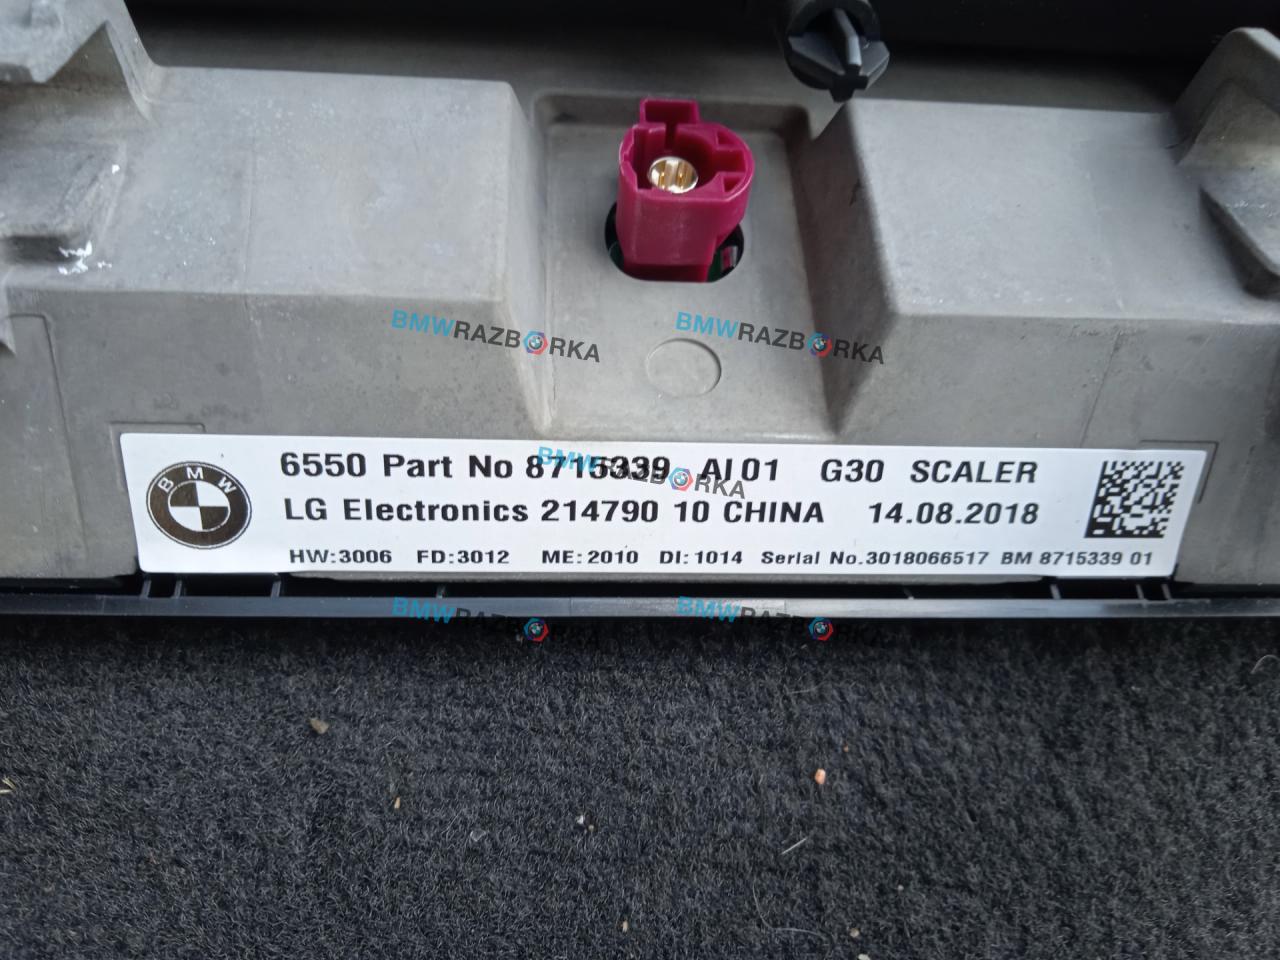 BMWRAZBORKA BMWRAZBORKA
BMW
6550 Part No 8715339 AI 01 G30 SCALER
BMWRAZBORKA
LG Electronics 214790 10 CHINA 14.08.2018
HW:3006 FD:3012 ME:2010 DI:1014 Serial No.3018066517 BM 8715339 01
BMWRAZBORKA BMWRAZBORKA